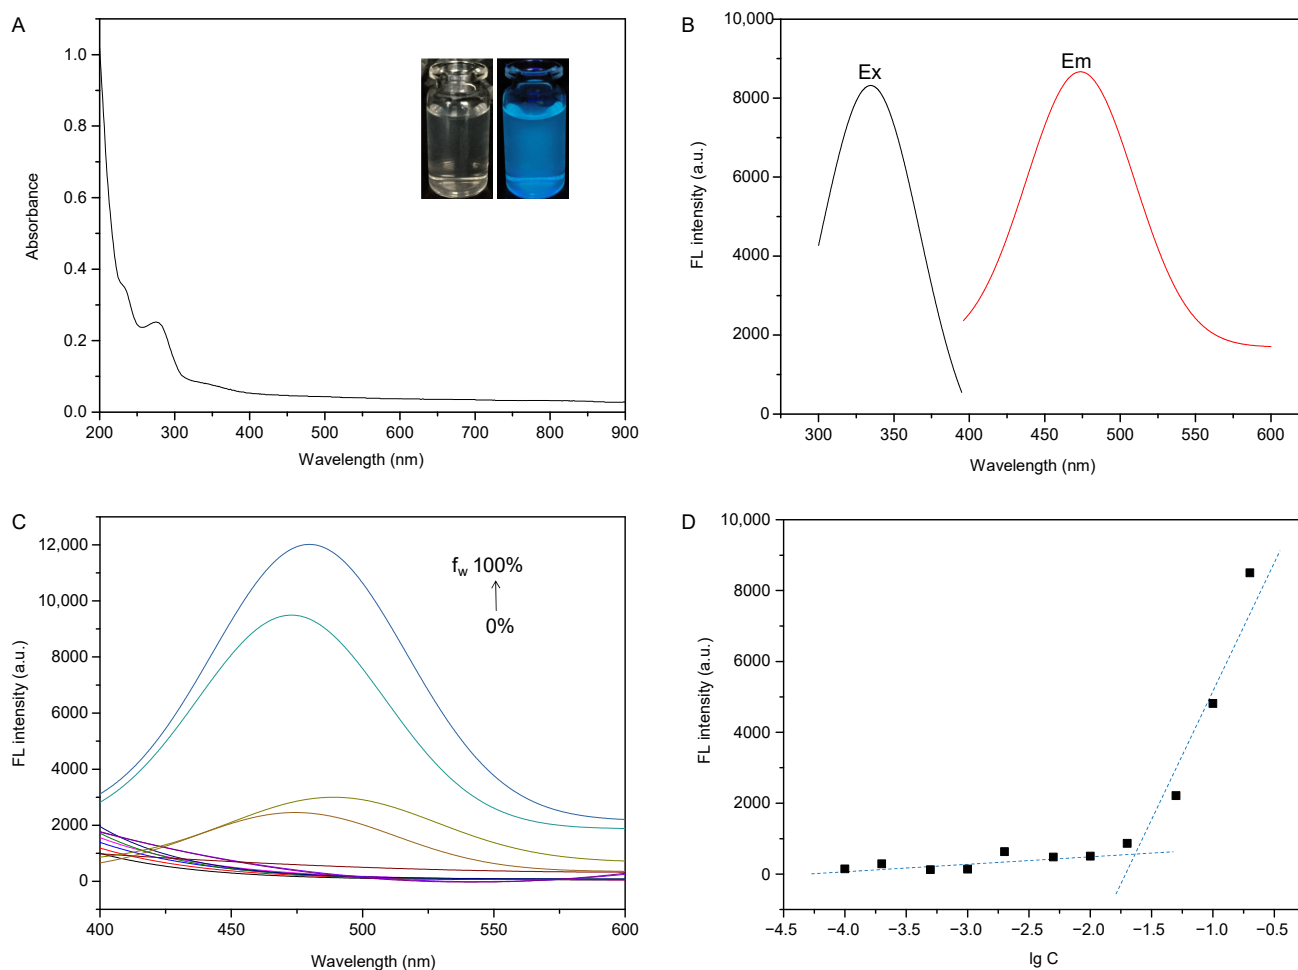 A
1.0
0.8
0.6
0.4
0.2
0.0
Absorbance
200 300 400 500 600 700 800 900
Wavelength (nm)
B
10,000
8000
6000
4000
2000
0
FL intensity (a.u.)
Ex
Em
300 350 400 450 500 550 600
Wavelength (nm)
C
12,000
10,000
8000
6000
4000
2000
0
FL intensity (a.u.)
fw 100%
0%
400 450 500 550 600
Wavelength (nm)
D
10,000
8000
6000
4000
2000
0
FL intensity (a.u.)
−4.5 −4.0 −3.5 −3.0 −2.5 −2.0 −1.5 −1.0 −0.5
lg C